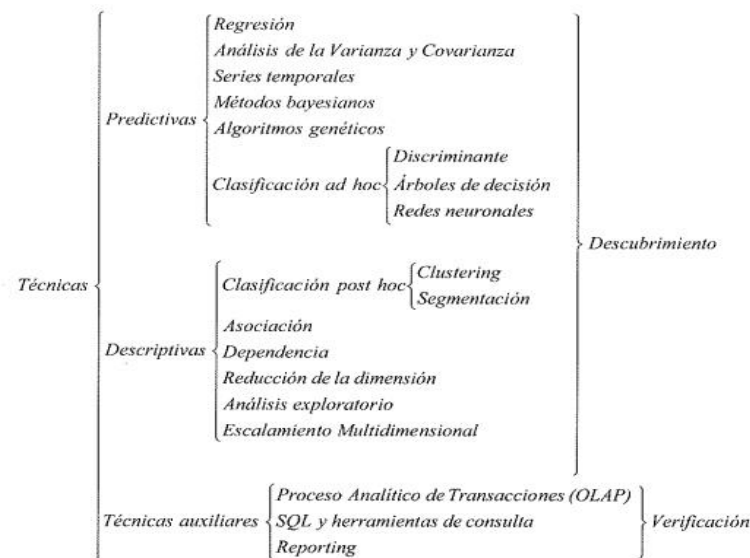 Regresión
Análisis de la Varianza y Covarianza
Series temporales
Métodos bayesianos
Predictivas
Algoritmos genéticos
Discriminante
Clasificación ad hoc
Árboles de decisión
Redes neuronales
Descubrimiento
Técnicas
Clasificación post hoc
Clustering
Segmentación
Asociación
Descriptivas
Dependencia
Reducción de la dimensión
Análisis exploratorio
Escalamiento Multidimensional
Proceso Analítico de Transacciones (OLAP)
Técnicas auxiliares
SQL y herramientas de consulta
Verificación
Reporting